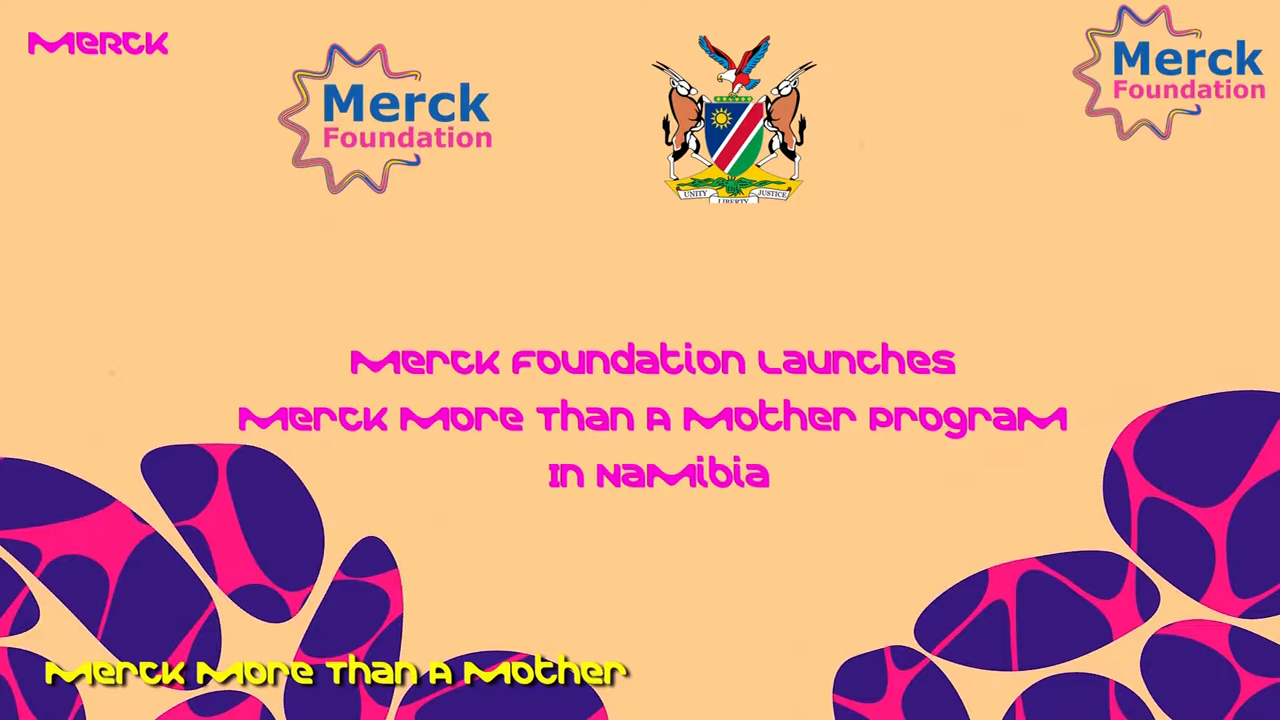 MERCK
Merck
Foundation
Merck
Foundation
UNITY LIBERTY JUSTICE
Merck Foundation Launches
Merck More Than A Mother Program
In Namibia
Merck More Than A Mother